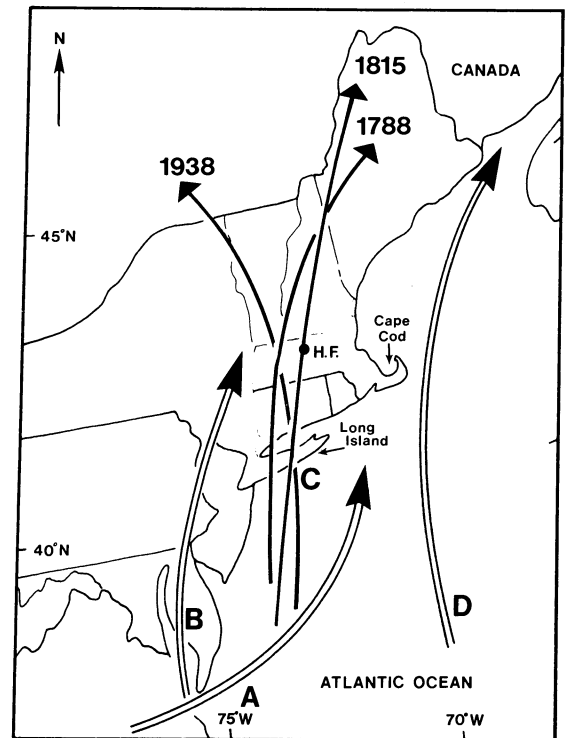 N
1815
CANADA
1788
1938
45°N
Cape
Cod
H.F.
Long
Island
C
40°N
B
D
A
ATLANTIC OCEAN
75°W
70°W